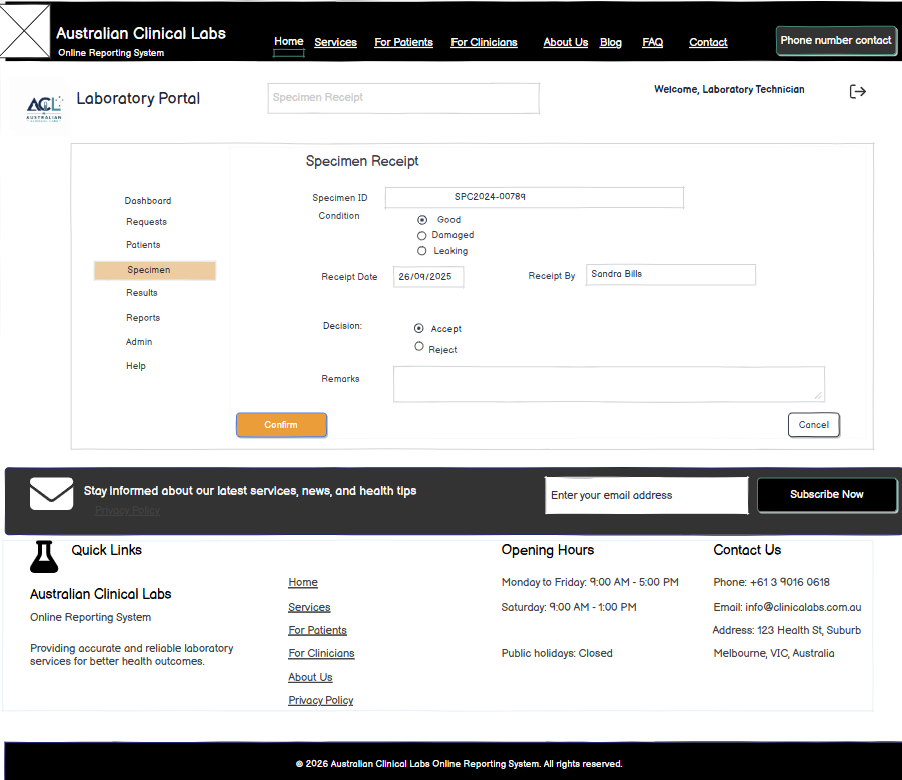 Australian Clinical Labs
Online Reporting System
Home Services For Patients For Clinicians About Us Blog FAQ Contact
Phone number contact
ACL
AUSTRALIAN
CLINICAL LABS
Laboratory Portal
Specimen Receipt
Welcome, Laboratory Technician
Specimen Receipt
Dashboard
Requests
Patients
Specimen
Results
Reports
Admin
Help
Specimen ID SPC2024-00789
Condition
Good
Damaged
Leaking
Receipt Date 26/09/2025 Receipt By Sandra Bills
Decision:
Accept
Reject
Remarks
Confirm Cancel
Stay informed about our latest services, news, and health tips
Privacy Policy
Enter your email address
Subscribe Now
Quick Links
Australian Clinical Labs
Online Reporting System
Providing accurate and reliable laboratory
services for better health outcomes.
Home
Services
For Patients
For Clinicians
About Us
Privacy Policy
Opening Hours
Monday to Friday: 9:00 AM - 5:00 PM
Saturday: 9:00 AM - 1:00 PM
Public holidays: Closed
Contact Us
Phone: +61 3 9016 0618
Email: info@clinicalabs.com.au
Address: 123 Health St, Suburb
Melbourne, VIC, Australia
© 2026 Australian Clinical Labs Online Reporting System. All rights reserved.